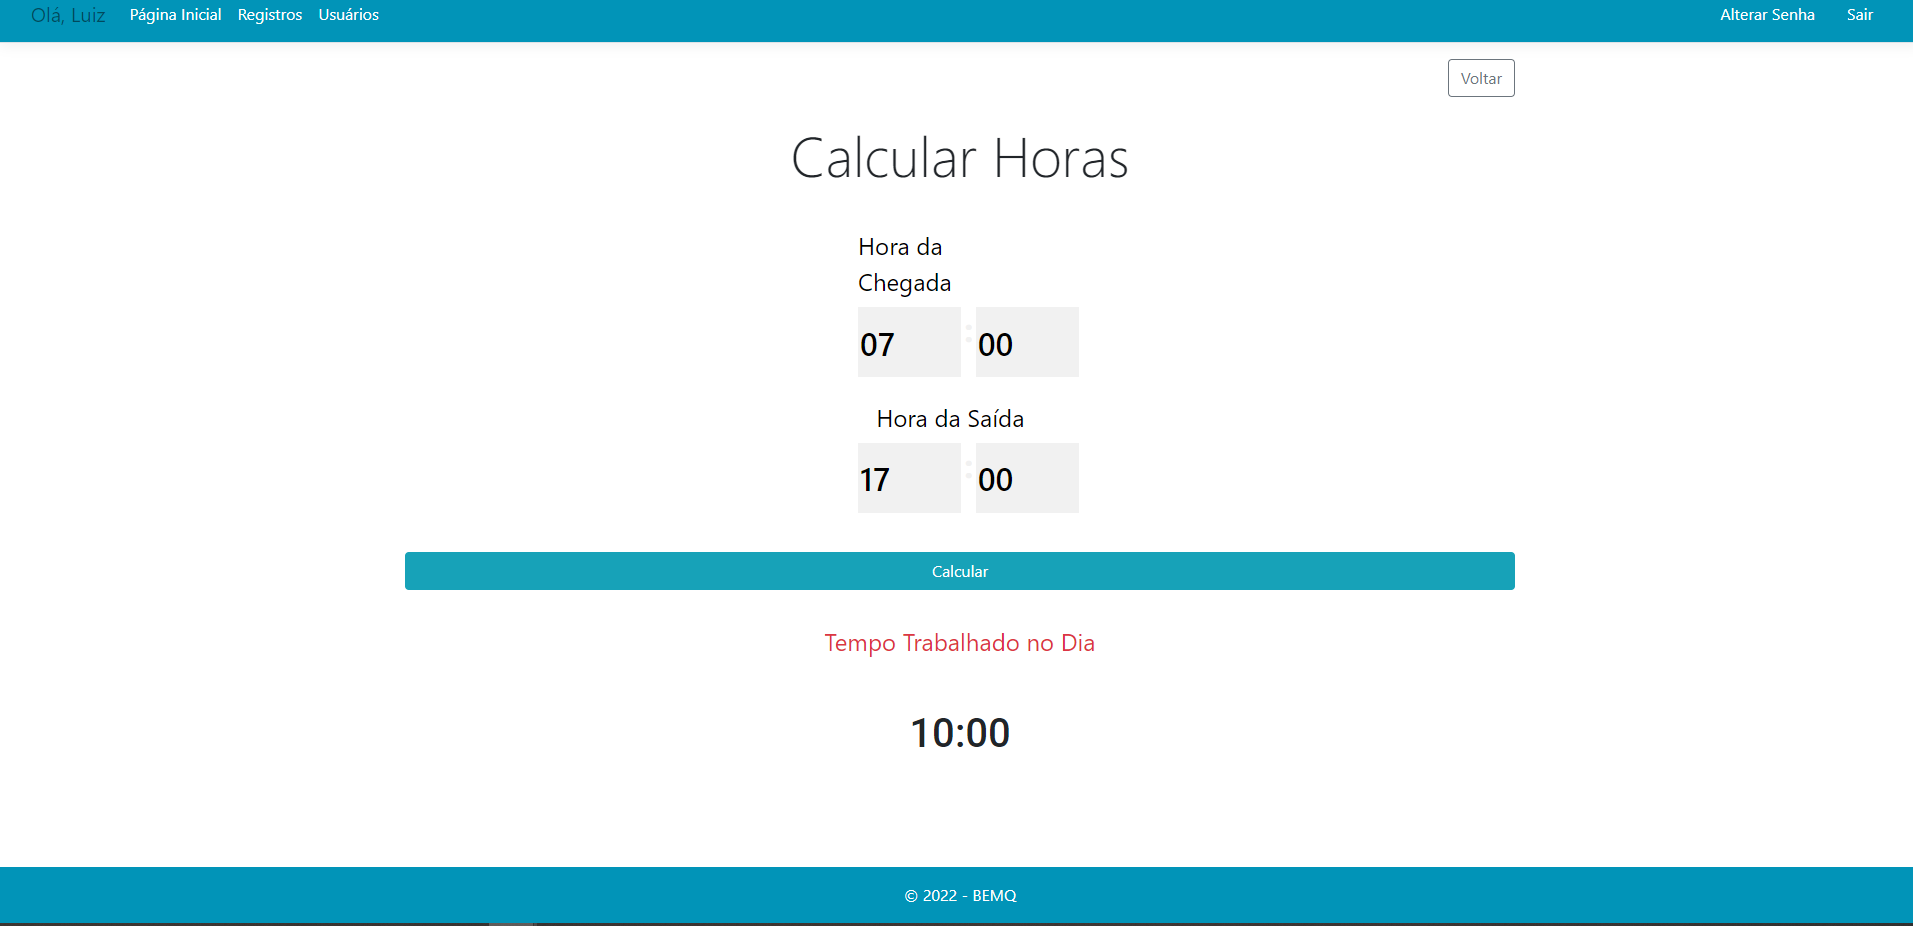 Olá, Luiz Página Inicial Registros Usuários Alterar Senha Sair
Voltar
Calcular Horas
Hora da
Chegada
07 : 00
Hora da Saída
17 : 00
Calcular
Tempo Trabalhado no Dia
10:00
© 2022 - BEMQ